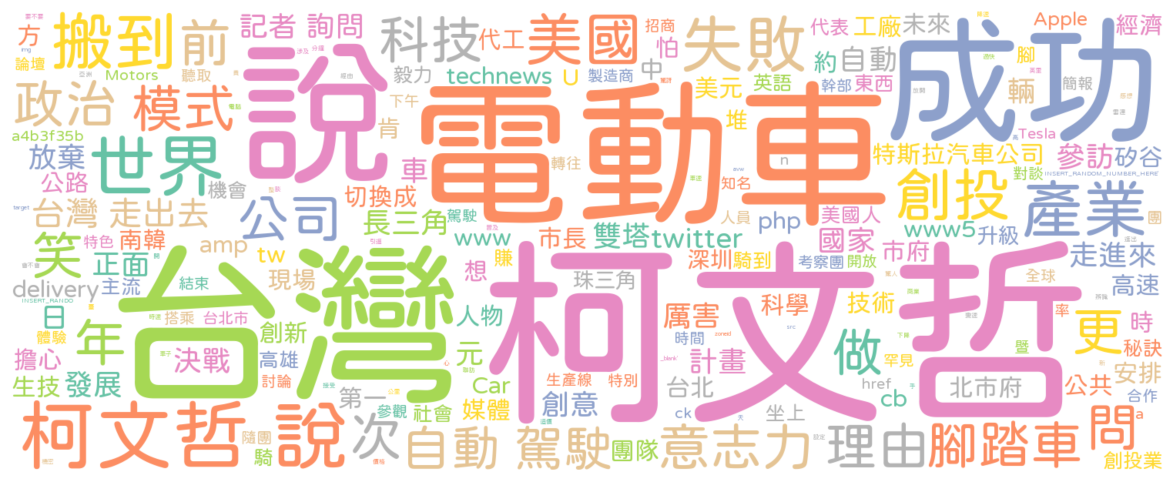 方 搬到 前 記者 詢問 科技 代工 美國 招商 怕 失敗 代表 工廠 未來 Apple 經濟
論壇 Motors 聽取 毅力 technews U 製造商 中 約 自動 腳 簡報
政治 模式 說 下午 肯 電動車 美元 英語 堆 幹部 東西 輛 成功
a4b3f35b 放棄 世界 車 轉往 n 知名 特斯拉汽車公司 Tesla 參訪 矽谷
公路 機會 切換成 人員 php 對談 INSERT_RANDOM_NUMBER_HERE
台灣 走出去 公司 長三角 駕駛 美國人 創投 產業 團
笑 特色 南韓 amp tw www 市長 雙塔 twitter 國家 www5 升級 走進來
正面 賺 深圳 騎到 考察團 開放 市府
delivery 主流 結束 現場 想 珠三角 科學 技術 全球 高速
日 年 搭乘 台北市 創新 人物 厲害 時間 做 罕見 率 更 時
體驗 擔心 決戰 高雄 元 計畫 暨 秘訣
生技 發展 討論 第一 Car 生產線 特別 台北 href 北市府 公共 安排
台灣 柯文哲 參觀 社會 媒體 創意 ck 坐上 cb 合作
柯文哲 說 隨團 騎 次 自動 駕駛 團隊 意志力 理由 腳踏車 問 a 創投業